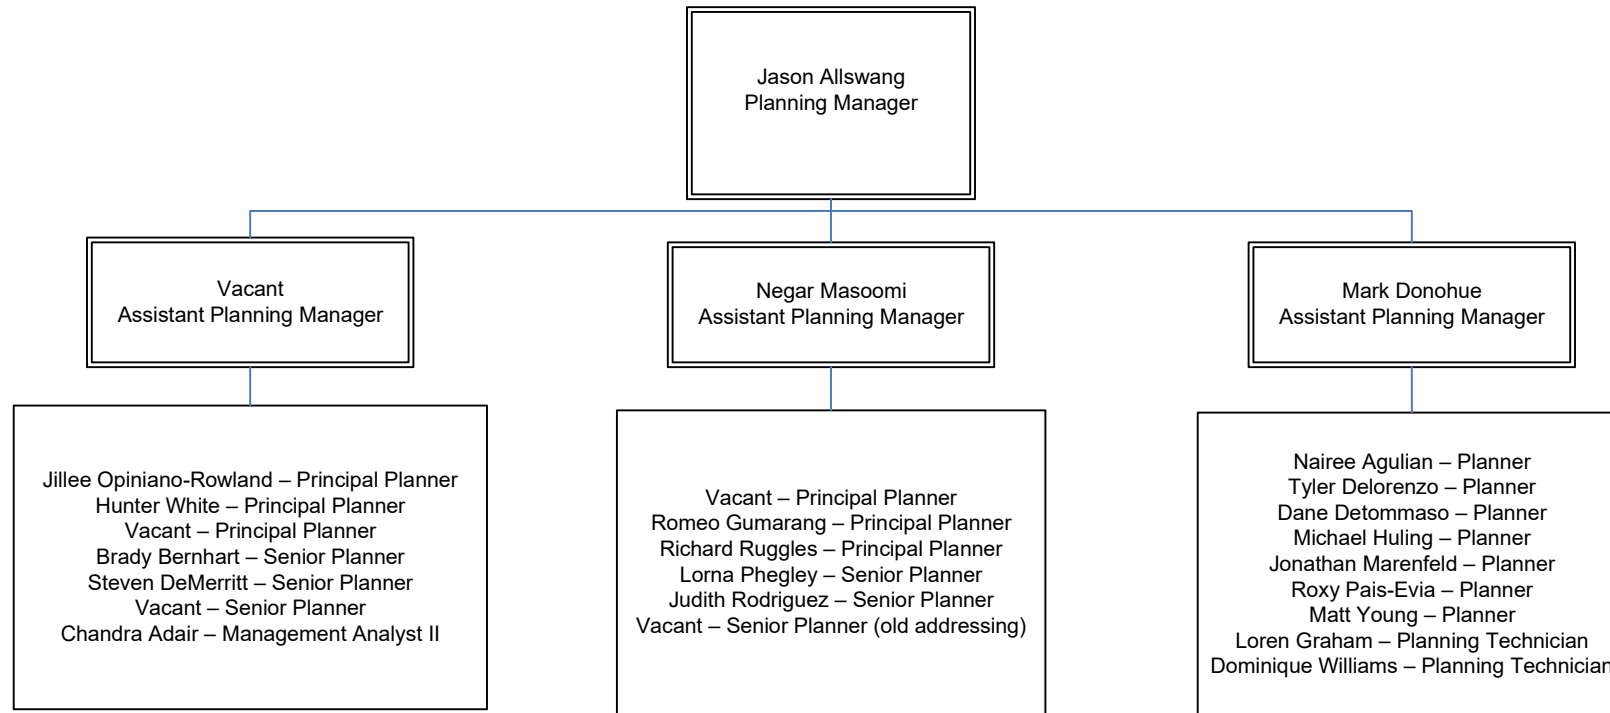 Jason Allswang
Planning Manager
Vacant
Assistant Planning Manager
Negar Masoomi
Assistant Planning Manager
Mark Donohue
Assistant Planning Manager
Jillee Opiniano-Rowland – Principal Planner
Hunter White – Principal Planner
Vacant – Principal Planner
Brady Bernhart – Senior Planner
Steven DeMerritt – Senior Planner
Vacant – Senior Planner
Chandra Adair – Management Analyst II
Vacant – Principal Planner
Romeo Gumarang – Principal Planner
Richard Ruggles – Principal Planner
Lorna Phegley – Senior Planner
Judith Rodriguez – Senior Planner
Vacant – Senior Planner (old addressing)
Nairee Agulian – Planner
Tyler Delorenzo – Planner
Dane Detommaso – Planner
Michael Huling – Planner
Jonathan Marenfeld – Planner
Roxy Pais-Evia – Planner
Matt Young – Planner
Loren Graham – Planning Technician
Dominique Williams – Planning Technician